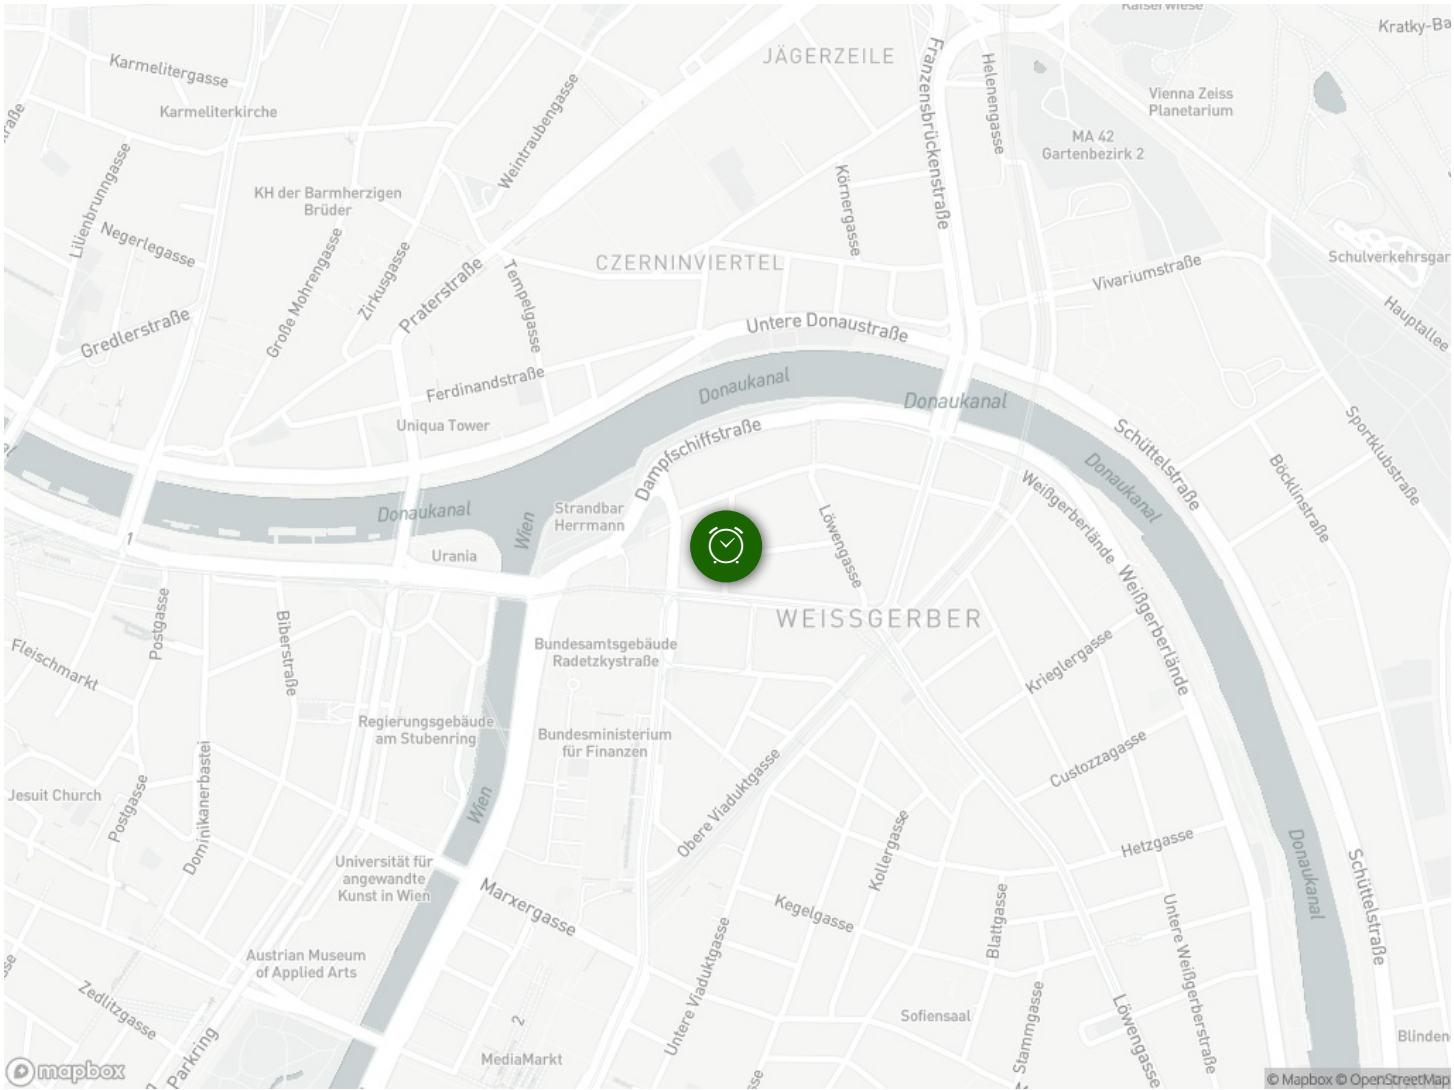 Kaiserwiese
Kratky-Ba
JÄGERZEILE
Franzensbrückenstraße
Helenengasse
Karmelitergasse
Karmeliterkirche
Weintraubengasse
Vienna Zeiss
Planetarium
MA 42
Gartenbezirk 2
raße
Lilienbrunngasse
KH der Barmherzigen
Brüder
Körnergasse
Negerlegasse
Große Mohrengasse
Zirkusgasse
Praterstraße
Tempelgasse
CZERNINVIERTEL
Vivariumstraße
Schulverkehrsgar
Hauptallee
Gredlerstraße
Untere Donaustraße
Ferdinandstraße
Donaukanal
Donaukanal
Uniqua Tower
Dampfschiffstraße
Schüttelstraße
Sportklubstraße
Böcklinstraße
al
Donaukanal
Wien
Strandbar
Herrmann
Löwengasse
Weißgerberlände
Donaukanal
1
Urania
Weißgerberlände
Postgasse
Biberstraße
WEISSGERBER
Fleischmarkt
Bundesamtsgebäude
Radetzkystraße
Krieglergasse
Regierungsgebäude
am Stubenring
Bundesministerium
für Finanzen
Custozzagasse
Jesuit Church
Postgasse
Dominikanerbastei
Wien
Obere Viaduktgasse
Kollergasse
Hetzgasse
Donaukanal
Schüttelstraße
Universität für
angewandte
Kunst in Wien
Marxergasse
Kegelgasse
Blattgasse
Untere Weißgerberstraße
Austrian Museum
of Applied Arts
Untere Viaduktgasse
sse
Zedlitzgasse
Parkring
2
MediaMarkt
Sofiensaal
Stammgasse
Löwengasse
Blinden
mapbox
© Mapbox © OpenStreetMap